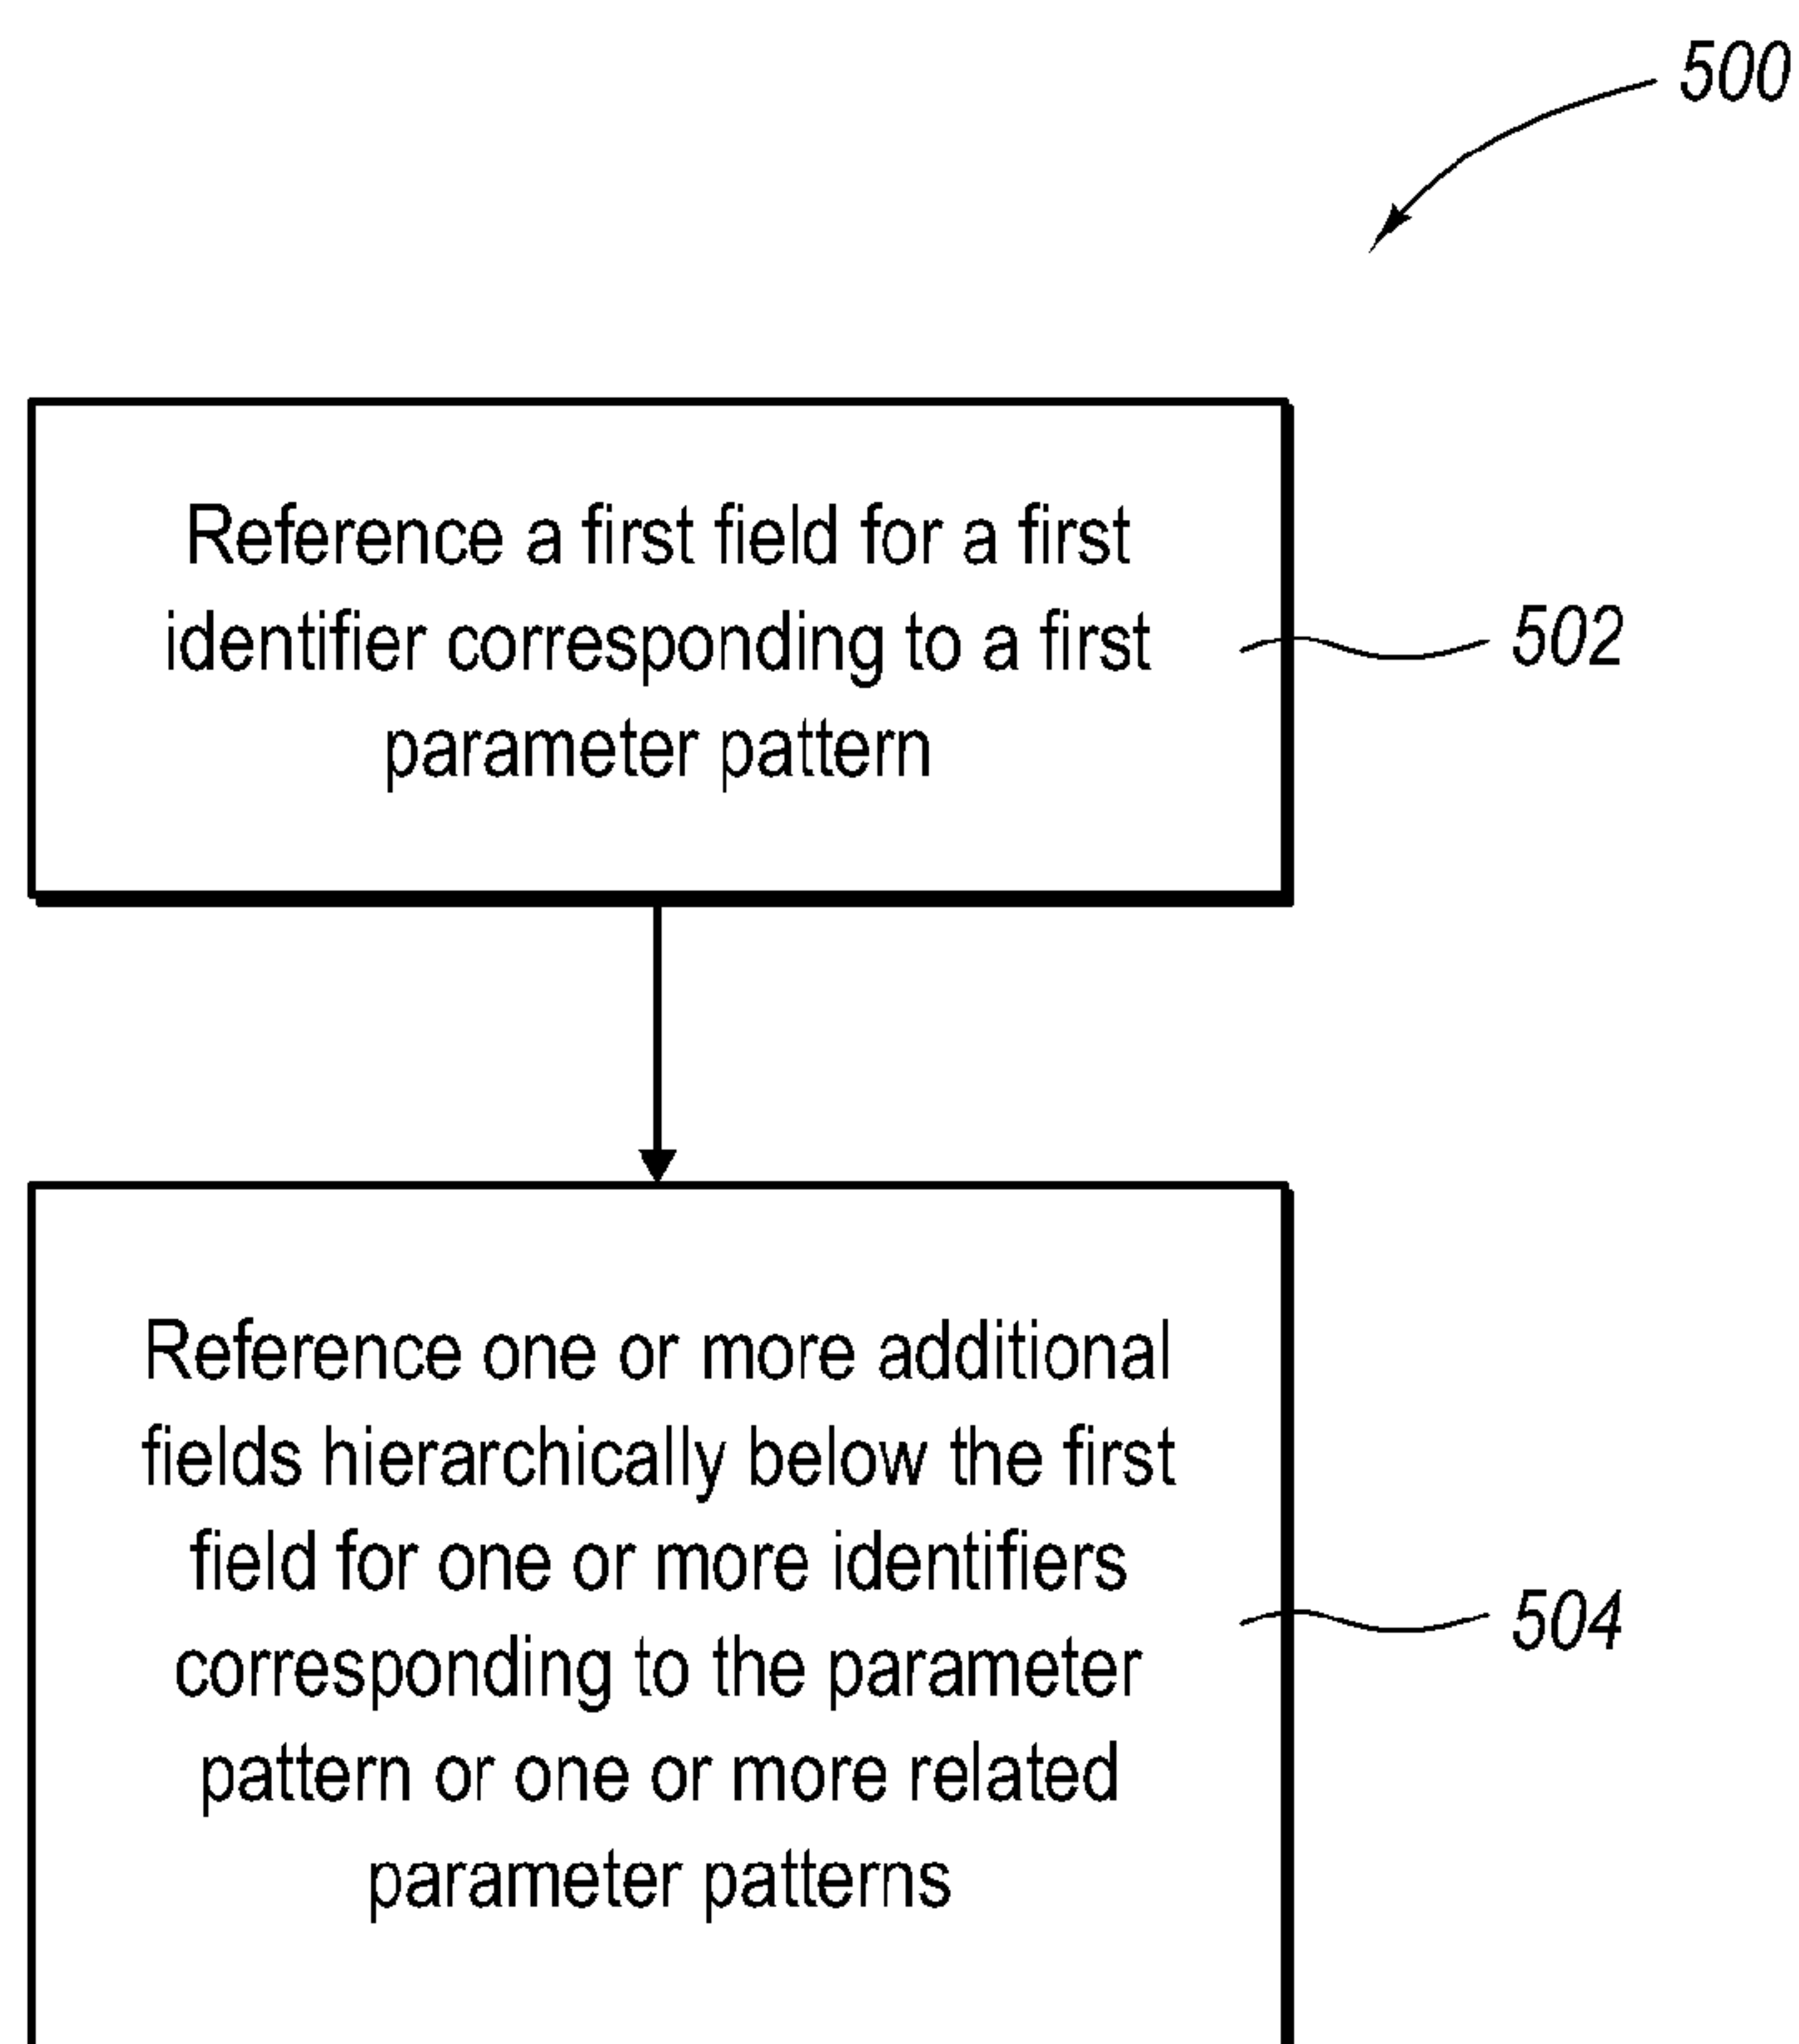 500
Reference a first field for a first
identifier corresponding to a first
parameter pattern
502
Reference one or more additional
fields hierarchically below the first
field for one or more identifiers
corresponding to the parameter
pattern or one or more related
parameter patterns
504